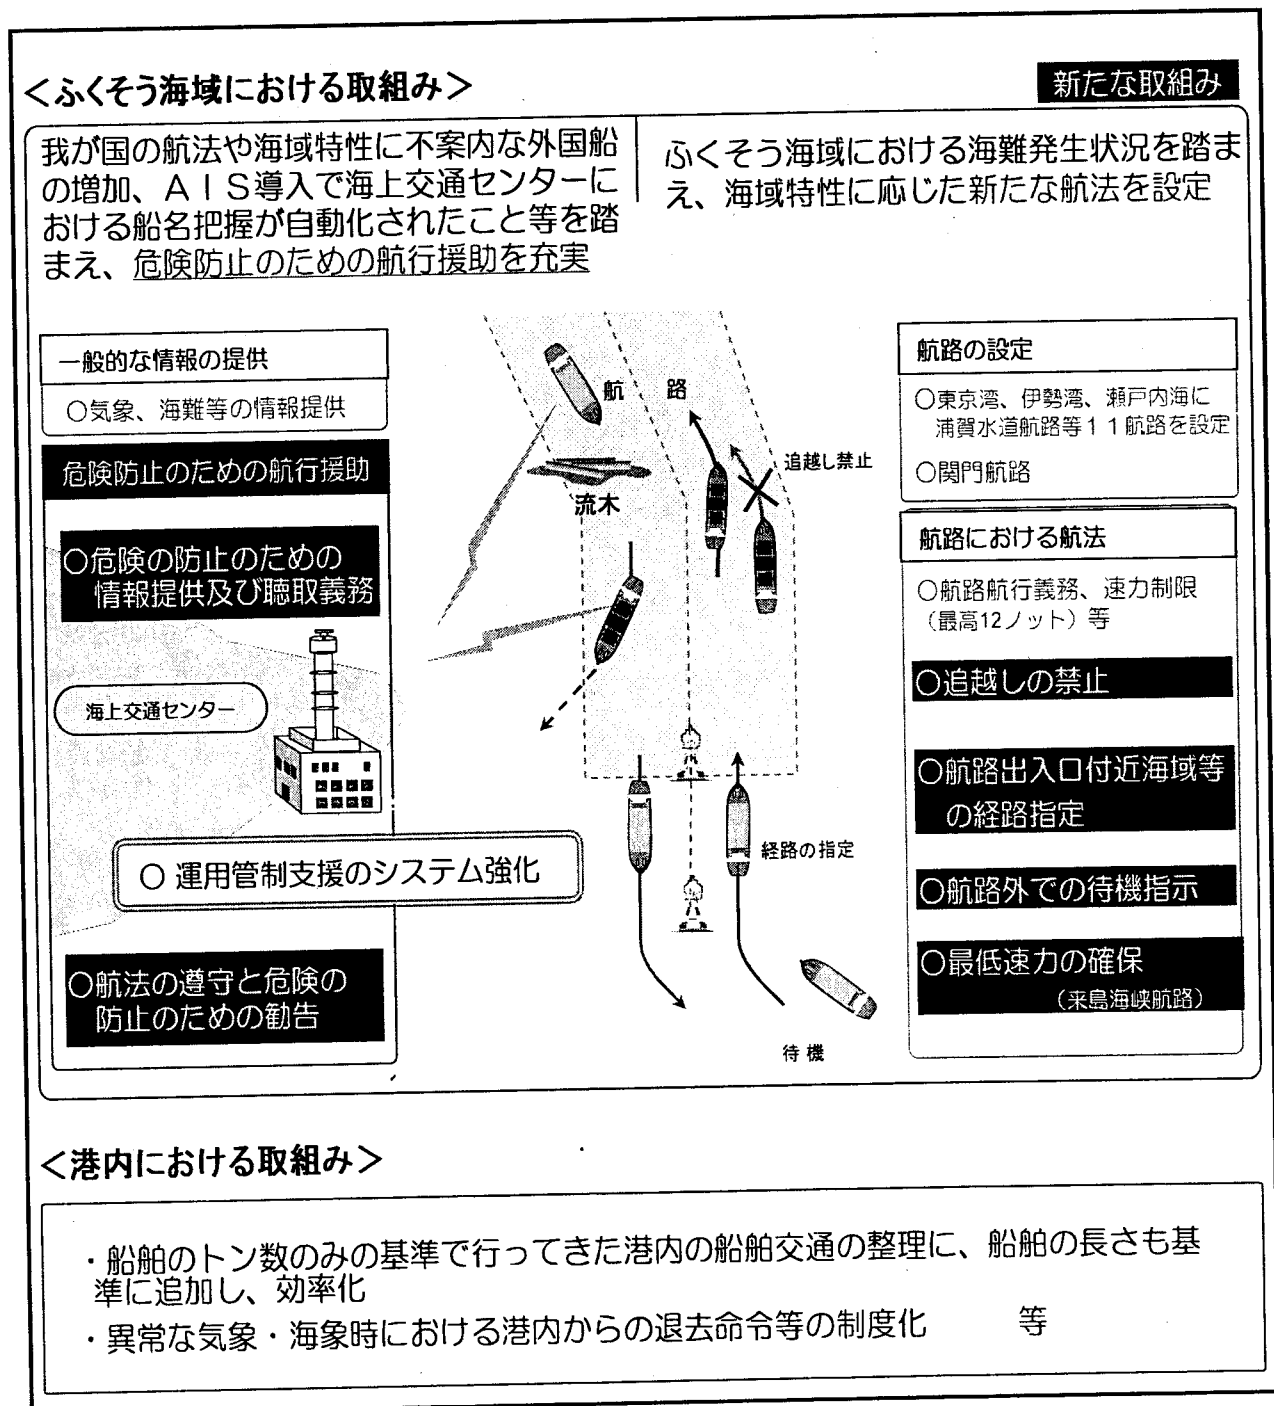 ＜ふくそう海域における取組み＞
新たな取組み
我が国の航法や海域特性に不案内な外国船
の増加、ＡＩＳ導入で海上交通センターに
おける船名把握が自動化されたこと等を踏
まえ、危険防止のための航行援助を充実
ふくそう海域における海難発生状況を踏ま
え、海域特性に応じた新たな航法を設定
一般的な情報の提供
○気象、海難等の情報提供
危険防止のための航行援助
○危険の防止のための
情報提供及び聴取義務
海上交通センター
○ 運用管制支援のシステム強化
○航法の遵守と危険の
防止のための勧告
航 路
流木
追越し禁止
経路の指定
待 機
航路の設定
○東京湾、伊勢湾、瀬戸内海に
浦賀水道航路等１１航路を設定
○関門航路
航路における航法
○航路航行義務、速力制限
（最高12ノット）等
○追越しの禁止
○航路出入口付近海域等
の経路指定
○航路外での待機指示
○最低速力の確保
（来島海峡航路）
＜港内における取組み＞
・船舶のトン数のみの基準で行ってきた港内の船舶交通の整理に、船舶の長さも基
準に追加し、効率化
・異常な気象・海象時における港内からの退去命令等の制度化　　　等